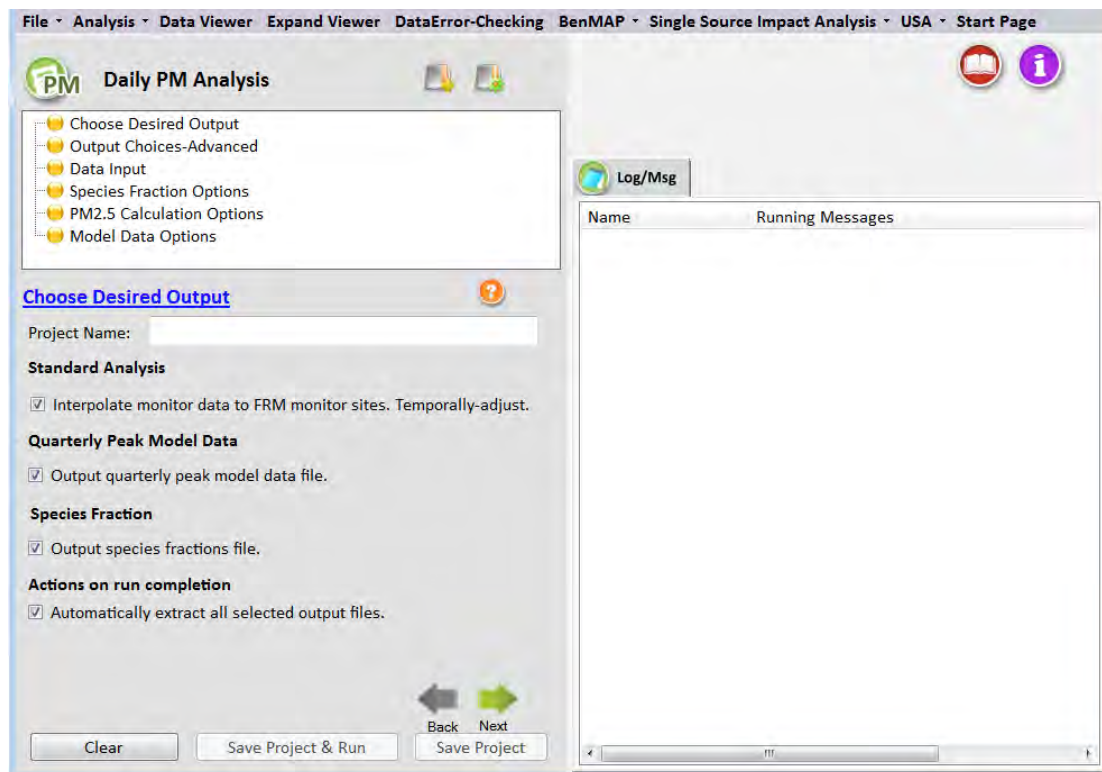 File Analysis Data Viewer Expand Viewer DataError-Checking BenMAP Single Source Impact Analysis USA Start Page
PM Daily PM Analysis
i
Choose Desired Output
Output Choices-Advanced
Data Input
Species Fraction Options
PM2.5 Calculation Options
Model Data Options
Choose Desired Output ?
Project Name:
Standard Analysis
Interpolate monitor data to FRM monitor sites. Temporally-adjust.
Quarterly Peak Model Data
Output quarterly peak model data file.
Species Fraction
Output species fractions file.
Actions on run completion
Automatically extract all selected output files.
Back Next
Clear Save Project & Run Save Project
Log/Msg
Name Running Messages